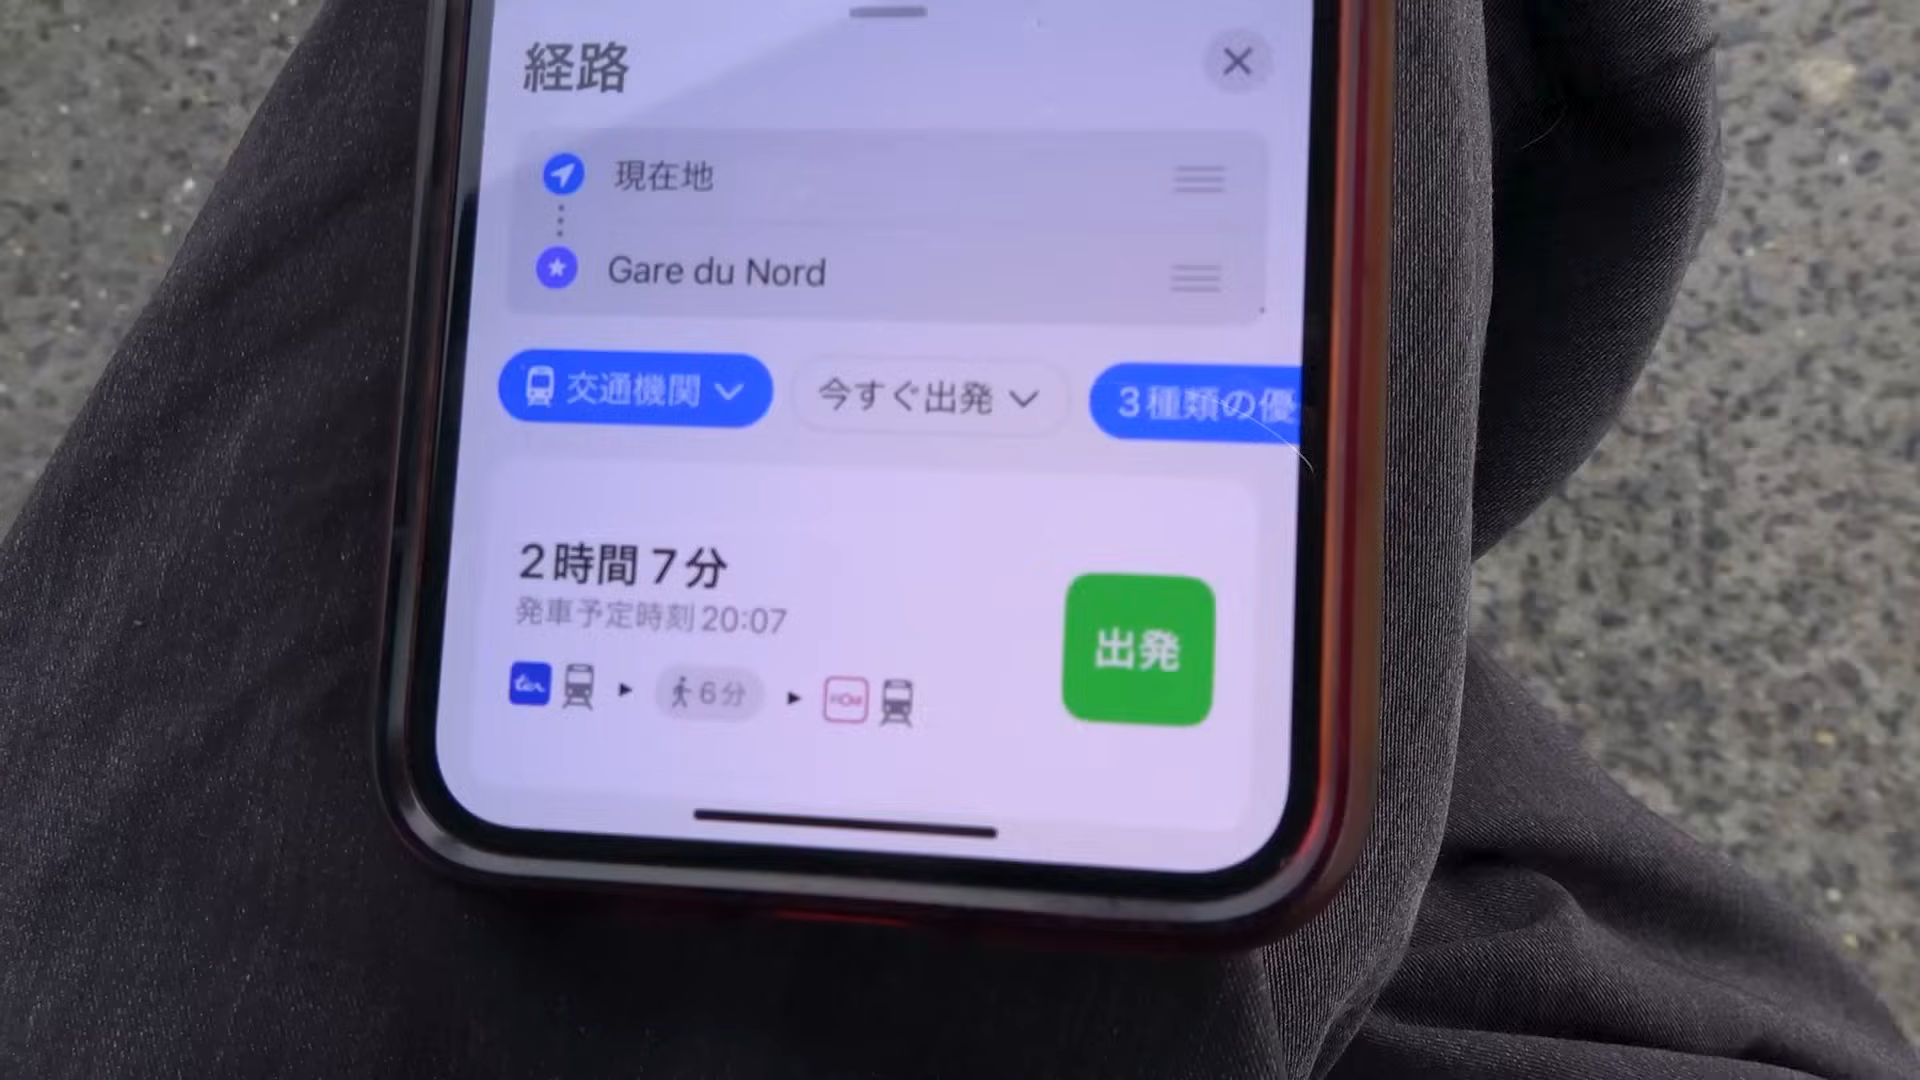 経路
現在地
Gare du Nord
交通機関 今すぐ出発 3種類の優
2時間7分
発車予定時刻 20:07
出発
ter 6分